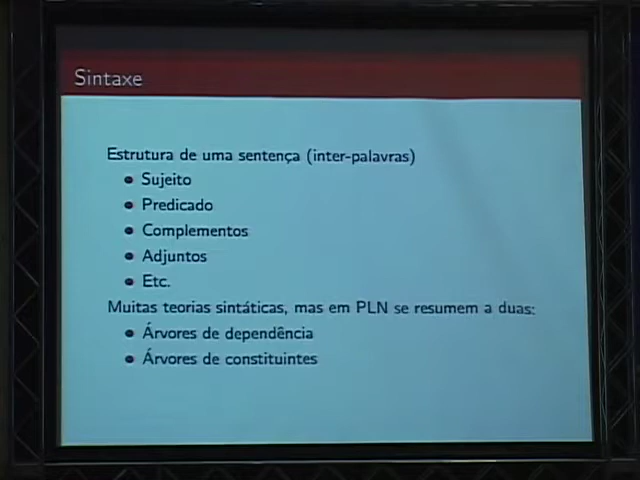 Sintaxe
Estrutura de uma sentença (inter-palavras)
Sujeito
Predicado
Complementos
Adjuntos
Etc.
Muitas teorias sintáticas, mas em PLN se resumem a duas:
Árvores de dependência
Árvores de constituintes